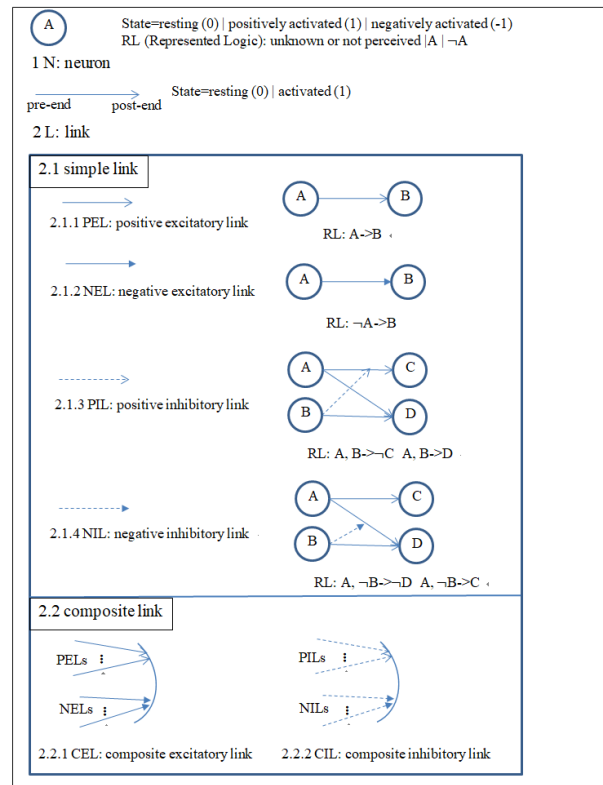 A
State=resting (0) | positively activated (1) | negatively activated (-1)
RL (Represented Logic): unknown or not perceived |A | ¬A
1 N: neuron
State=resting (0) | activated (1)
pre-end post-end
2 L: link
2.1 simple link
A B
2.1.1 PEL: positive excitatory link
RL: A->B
A B
2.1.2 NEL: negative excitatory link
RL: ¬A->B
A C
2.1.3 PIL: positive inhibitory link
B D
RL: A, B->¬C A, B->D
A C
2.1.4 NIL: negative inhibitory link
B D
RL: A, ¬B->¬D A, ¬B->C
2.2 composite link
PELs PILs
NELs NILs
2.2.1 CEL: composite excitatory link 2.2.2 CIL: composite inhibitory link